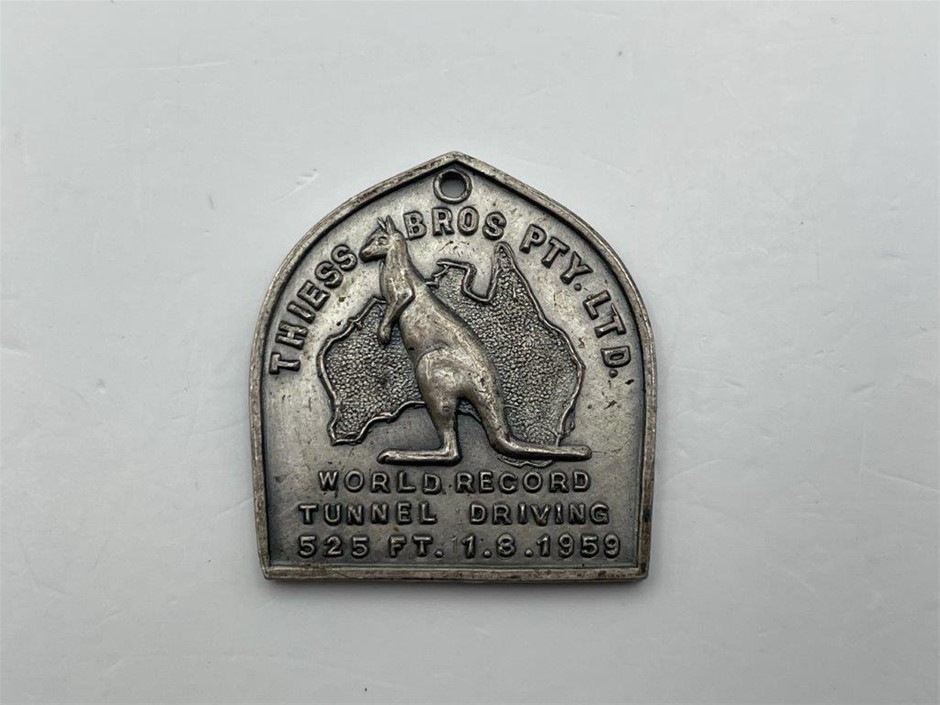 THIESS BROS PTY. LTD.
WORLD RECORD
TUNNEL DRIVING
525 FT. 1.8.1959